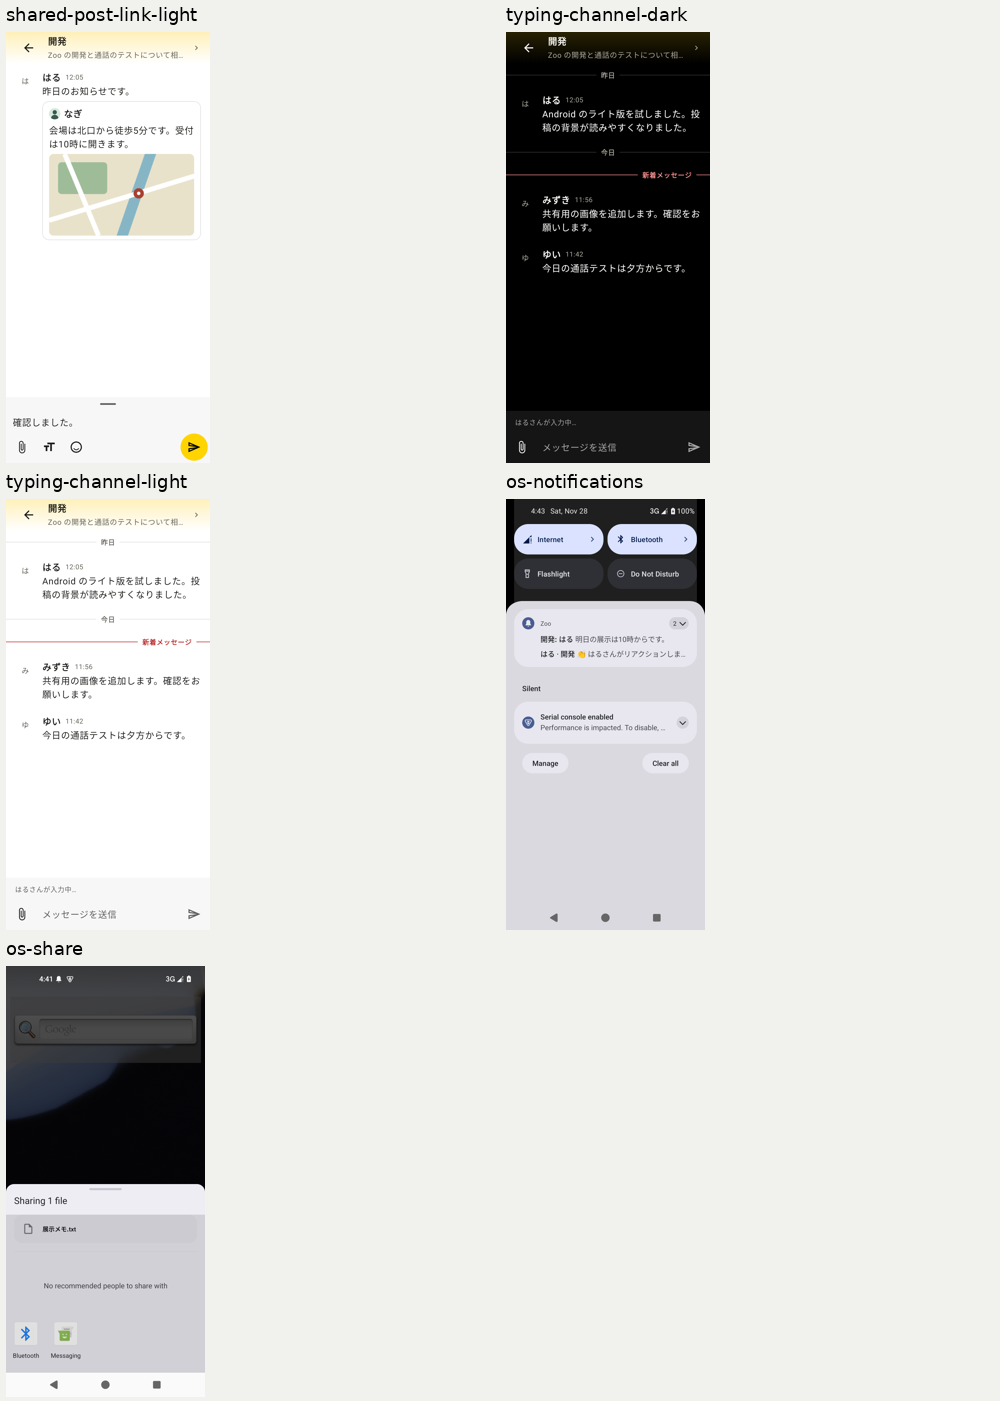 shared-post-link-light
開発
Zoo の開発と通話のテストについて相…
は
はる 12:05
昨日のお知らせです。
なぎ
会場は北口から徒歩5分です。受付
は10時に開きます。
確認しました。
typing-channel-dark
開発
Zoo の開発と通話のテストについて相…
昨日
は
はる 12:05
Android のライト版を試しました。投
稿の背景が読みやすくなりました。
今日
新着メッセージ
み
みずき 11:56
共有用の画像を追加します。確認をお
願いします。
ゆ
ゆい 11:42
今日の通話テストは夕方からです。
はるさんが入力中…
メッセージを送信
typing-channel-light
開発
Zoo の開発と通話のテストについて相…
昨日
は
はる 12:05
Android のライト版を試しました。投
稿の背景が読みやすくなりました。
今日
新着メッセージ
み
みずき 11:56
共有用の画像を追加します。確認をお
願いします。
ゆ
ゆい 11:42
今日の通話テストは夕方からです。
はるさんが入力中…
メッセージを送信
os-notifications
4:43 Sat, Nov 28 3G 100%
Internet
Bluetooth
Flashlight
Do Not Disturb
Zoo 2
開発: はる 明日の展示は10時からです。
はる · 開発 👏 はるさんがリアクションしま…
Silent
Serial console enabled
Performance is impacted. To disable, …
Manage
Clear all
os-share
4:41 3G
Google
Sharing 1 file
展示メモ.txt
No recommended people to share with
Bluetooth
Messaging